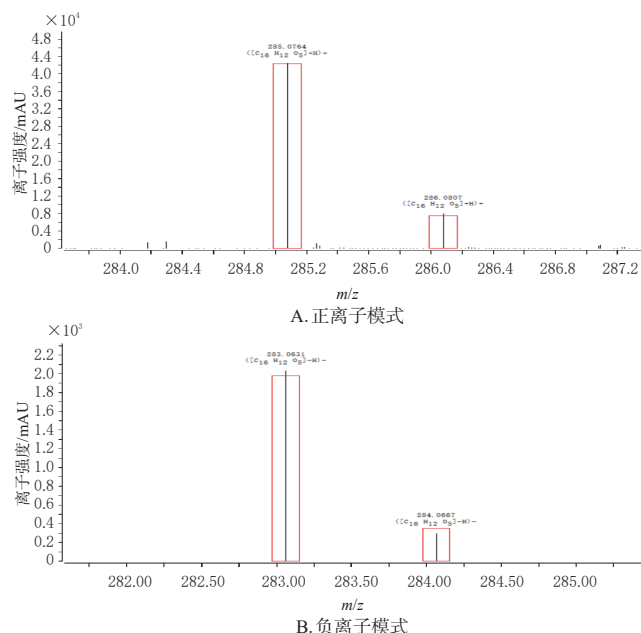 ×10⁴
4.8
4.4
4.0
3.6
3.2
2.8
2.4
2.0
1.6
1.2
0.8
0.4
0
离子强度/mAU
285.0764
([C₁₆ H₁₂ O₅]+H)+
286.0807
([C₁₆ H₁₂ O₅]+H)+
284.0 284.4 284.8 285.2 285.6 286.0 286.4 286.8 287.2
m/z
A.正离子模式
×10³
2.2
2.0
1.8
1.6
1.4
1.2
1.0
0.8
0.6
0.4
0.2
0
离子强度/mAU
283.0631
([C₁₆ H₁₂ O₅]-H)-
284.0667
([C₁₆ H₁₂ O₅]-H)-
282.00 282.50 283.00 283.50 284.00 284.50 285.00
m/z
B.负离子模式